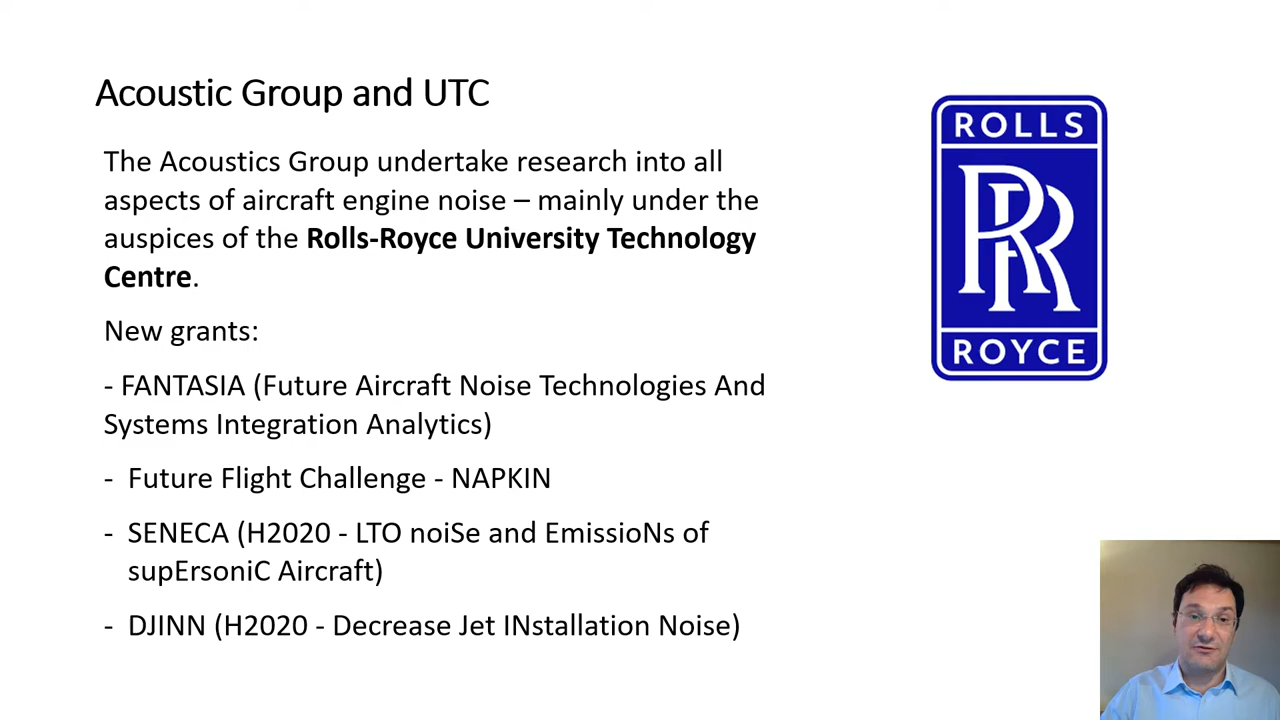 Acoustic Group and UTC
The Acoustics Group undertake research into all
aspects of aircraft engine noise – mainly under the
auspices of the Rolls-Royce University Technology
Centre.
New grants:
- FANTASIA (Future Aircraft Noise Technologies And
Systems Integration Analytics)
- Future Flight Challenge - NAPKIN
- SENECA (H2020 - LTO noiSe and EmissioNs of
supErsoniC Aircraft)
- DJINN (H2020 - Decrease Jet INstallation Noise)
ROLLS
RR
ROYCE